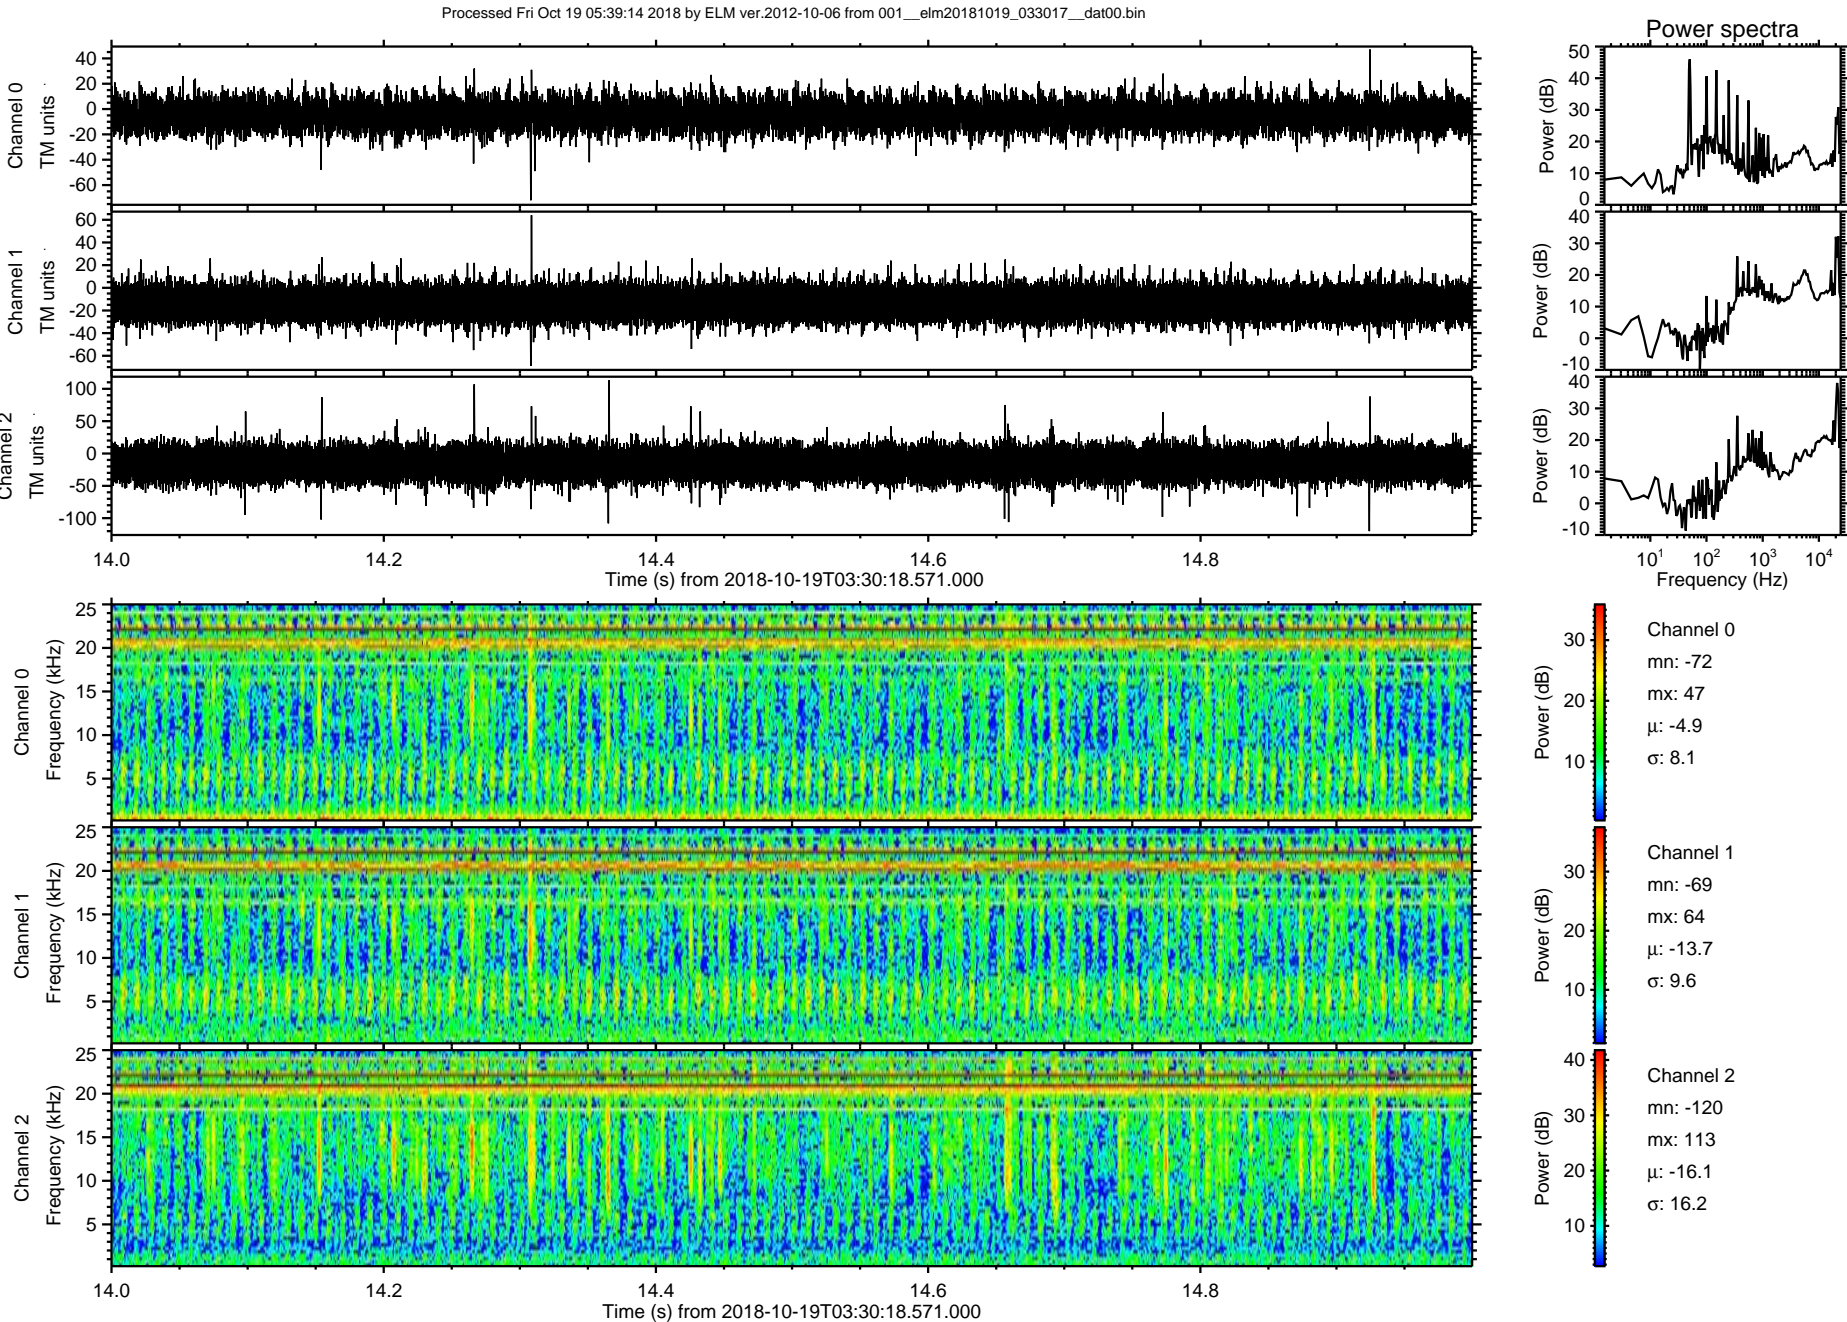 Processed Fri Oct 19 05:39:14 2018 by ELM ver.2012-10-06 from 001__elm20181019_033017__dat00.bin
Power spectra
Channel 0
TM units
40
20
0
-20
-40
-60
Power (dB)
50
40
30
20
10
0
Channel 1
TM units
60
40
20
0
-20
-40
-60
Power (dB)
40
30
20
10
0
-10
Channel 2
TM units
100
50
0
-50
-100
Power (dB)
40
30
20
10
0
-10
14.0 14.2 14.4 14.6 14.8
Time (s) from 2018-10-19T03:30:18.571.000
10¹ 10² 10³ 10⁴
Frequency (Hz)
Channel 0
Frequency (kHz)
25
20
15
10
5
Power (dB)
30
20
10
Channel 0
mn: -72
mx: 47
μ: -4.9
σ: 8.1
Channel 1
Frequency (kHz)
25
20
15
10
5
Power (dB)
30
20
10
Channel 1
mn: -69
mx: 64
μ: -13.7
σ: 9.6
Channel 2
Frequency (kHz)
25
20
15
10
5
Power (dB)
40
30
20
10
Channel 2
mn: -120
mx: 113
μ: -16.1
σ: 16.2
14.0 14.2 14.4 14.6 14.8
Time (s) from 2018-10-19T03:30:18.571.000